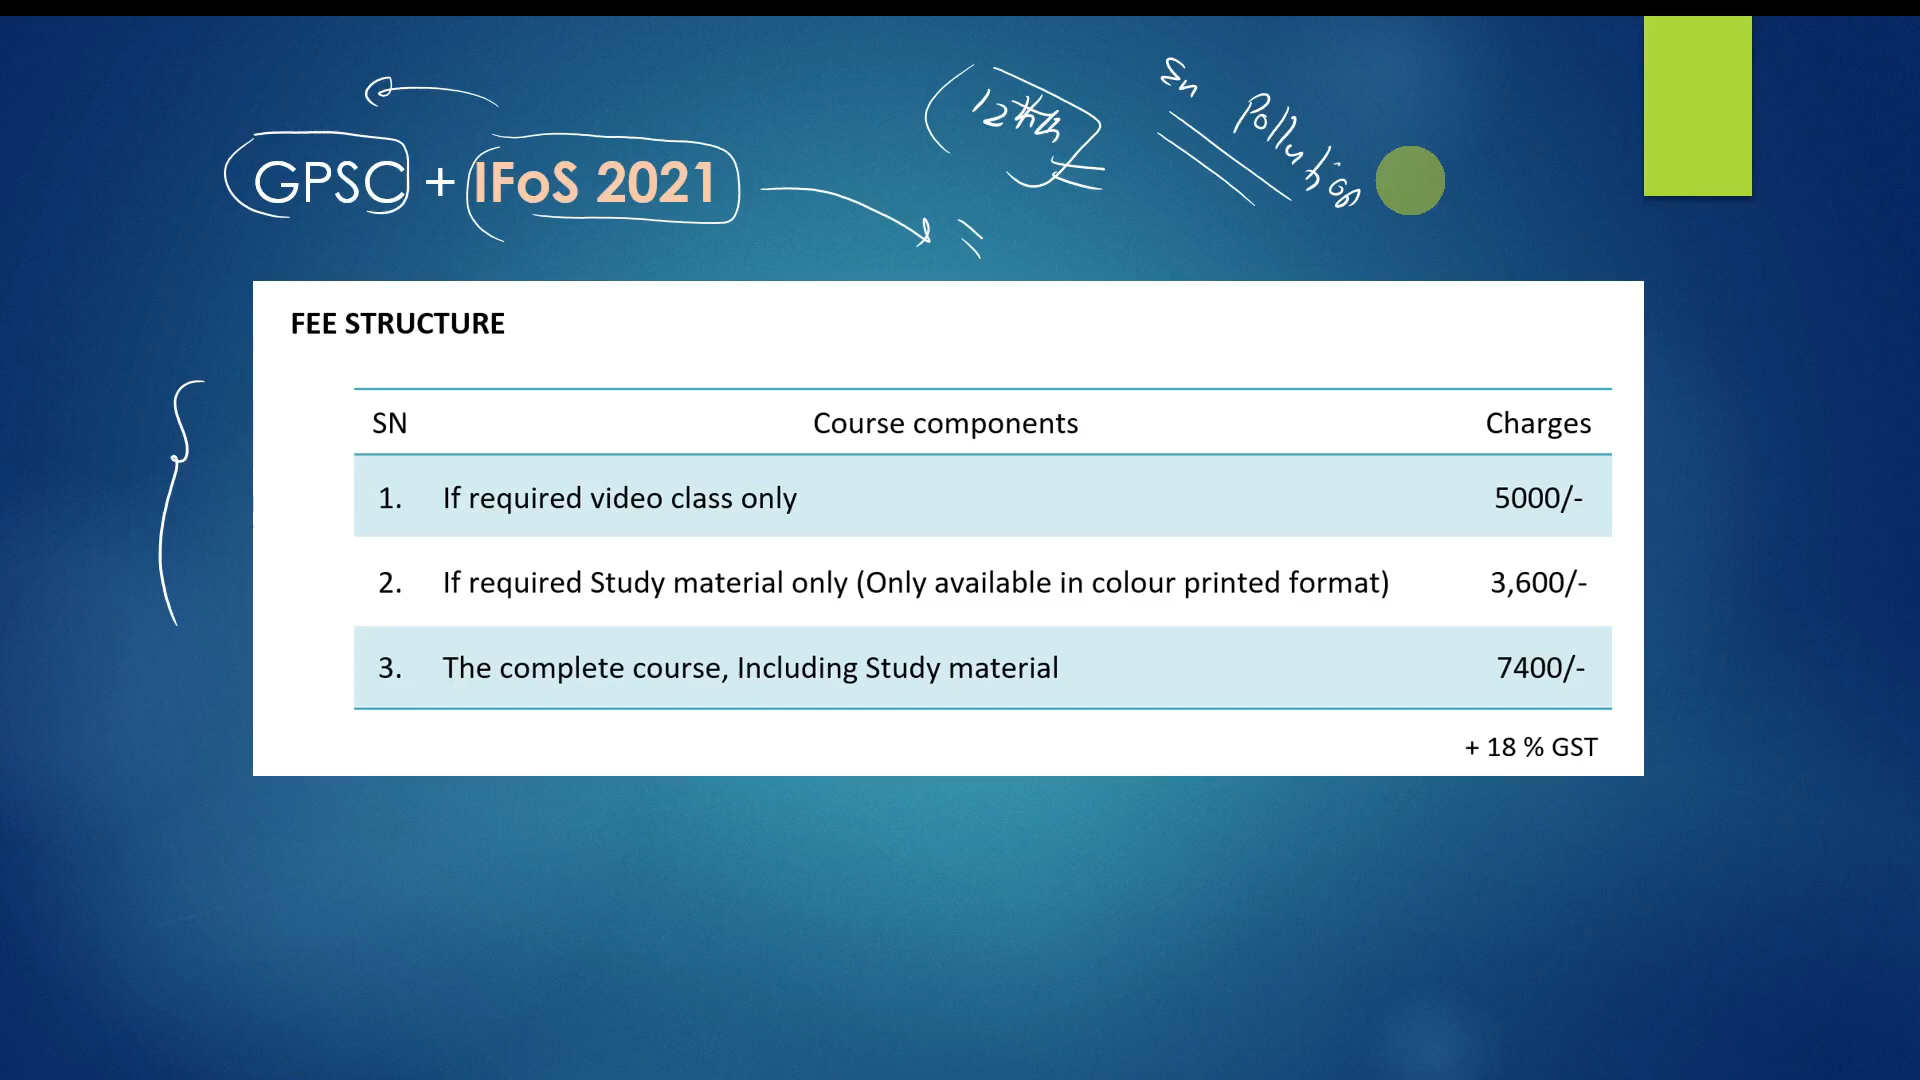 12th
En Pollution
GPSC + IFoS 2021
FEE STRUCTURE
SN Course components Charges
1. If required video class only 5000/-
2. If required Study material only (Only available in colour printed format) 3,600/-
3. The complete course, Including Study material 7400/-
+ 18 % GST